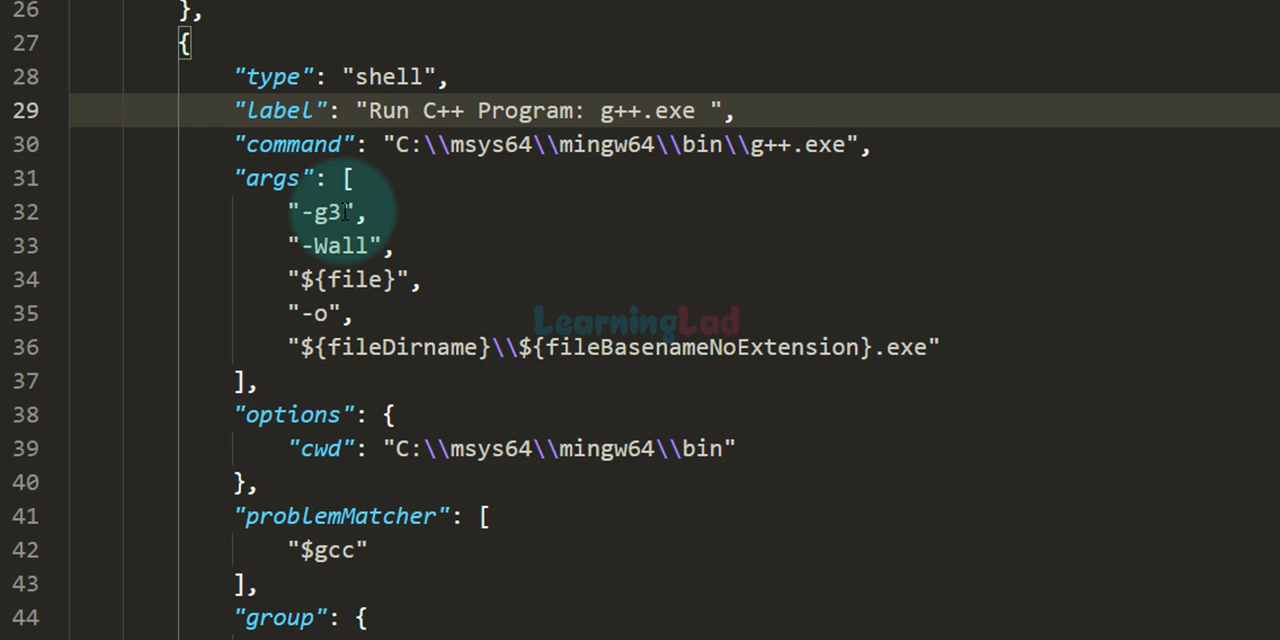 26 },
27 {
28 "type": "shell",
29 "label": "Run C++ Program: g++.exe ",
30 "command": "C:\\msys64\\mingw64\\bin\\g++.exe",
31 "args": [
32 "-g3",
33 "-Wall",
34 "${file}",
35 "-o",
LearningLad
36 "${fileDirname}\\${fileBasenameNoExtension}.exe"
37 ],
38 "options": {
39 "cwd": "C:\\msys64\\mingw64\\bin"
40 },
41 "problemMatcher": [
42 "$gcc"
43 ],
44 "group": {